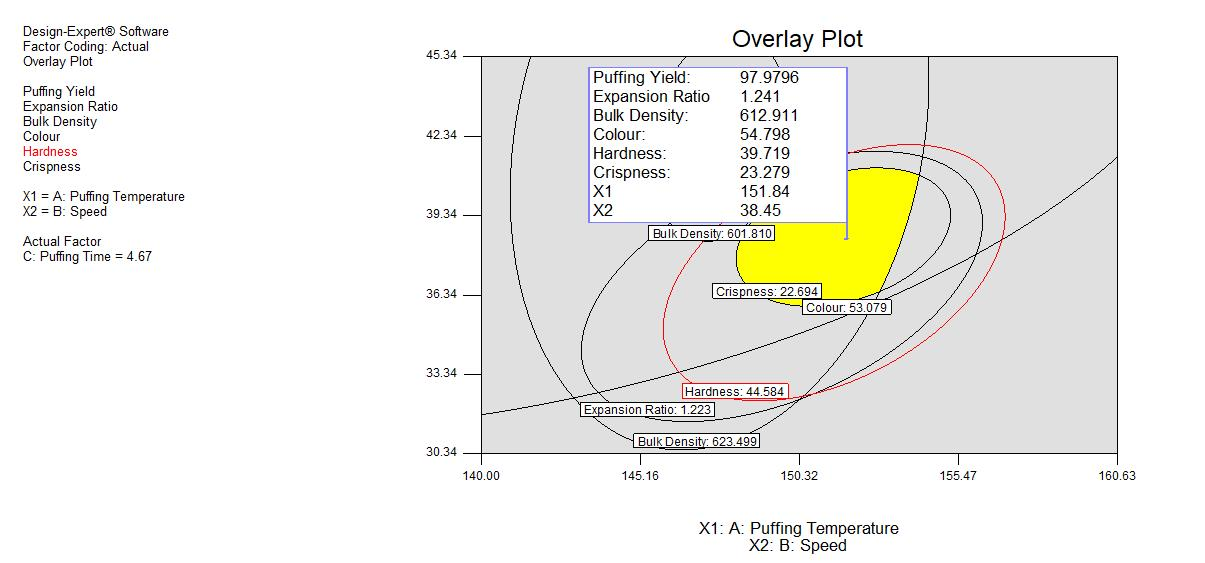 Design-Expert® Software
Factor Coding: Actual
Overlay Plot
Puffing Yield
Expansion Ratio
Bulk Density
Colour
Hardness
Crispness
X1 = A: Puffing Temperature
X2 = B: Speed
Actual Factor
C: Puffing Time = 4.67
Overlay Plot
45.34
42.34
39.34
36.34
33.34
30.34
Puffing Yield: 97.9796
Expansion Ratio 1.241
Bulk Density: 612.911
Colour: 54.798
Hardness: 39.719
Crispness: 23.279
X1 151.84
X2 38.45
Bulk Density: 601.810
Crispness: 22.694
Colour: 53.079
Hardness: 44.584
Expansion Ratio: 1.223
Bulk Density: 623.499
140.00 145.16 150.32 155.47 160.63
X1: A: Puffing Temperature
X2: B: Speed